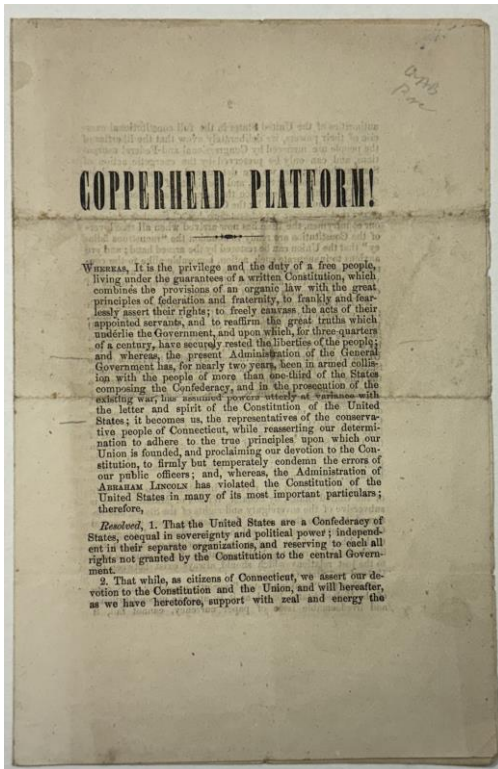 COPPERHEAD PLATFORM!
WHEREAS, It is the privilege and the duty of a free people,
living under the guarantees of a written Constitution, which
combines the provisions of an organic law with the great
principles of federation and fraternity, to frankly and fear-
lessly assert their rights; to freely canvass the acts of their
appointed servants, and to reaffirm the great truths which
underlie the Government, and upon which, for three-quarters
of a century, have securely rested the liberties of the people;
and whereas, the present Administration of the General
Government has, for nearly two years, been in armed collis-
ion with the people of more than one-third of the States
composing the Confederacy, and in the prosecution of the
existing war, has assumed powers utterly at variance with
the letter and spirit of the Constitution of the United
States; it becomes us, the representatives of the conserva-
tive people of Connecticut, while reasserting our determi-
nation to adhere to the true principles upon which our
Union is founded, and proclaiming our devotion to the Con-
stitution, to firmly but temperately condemn the errors of
our public officers; and, whereas, the Administration of
ABRAHAM LINCOLN has violated the Constitution of the
United States in many of its most important particulars;
therefore,
Resolved, 1. That the United States are a Confederacy of
States, coequal in sovereignty and political power; independ-
ent in their separate organizations, and reserving to each all
rights not granted by the Constitution to the central Govern-
ment.
2. That while, as citizens of Connecticut, we assert our de-
votion to the Constitution and the Union, and will hereafter,
as we have heretofore, support with zeal and energy the